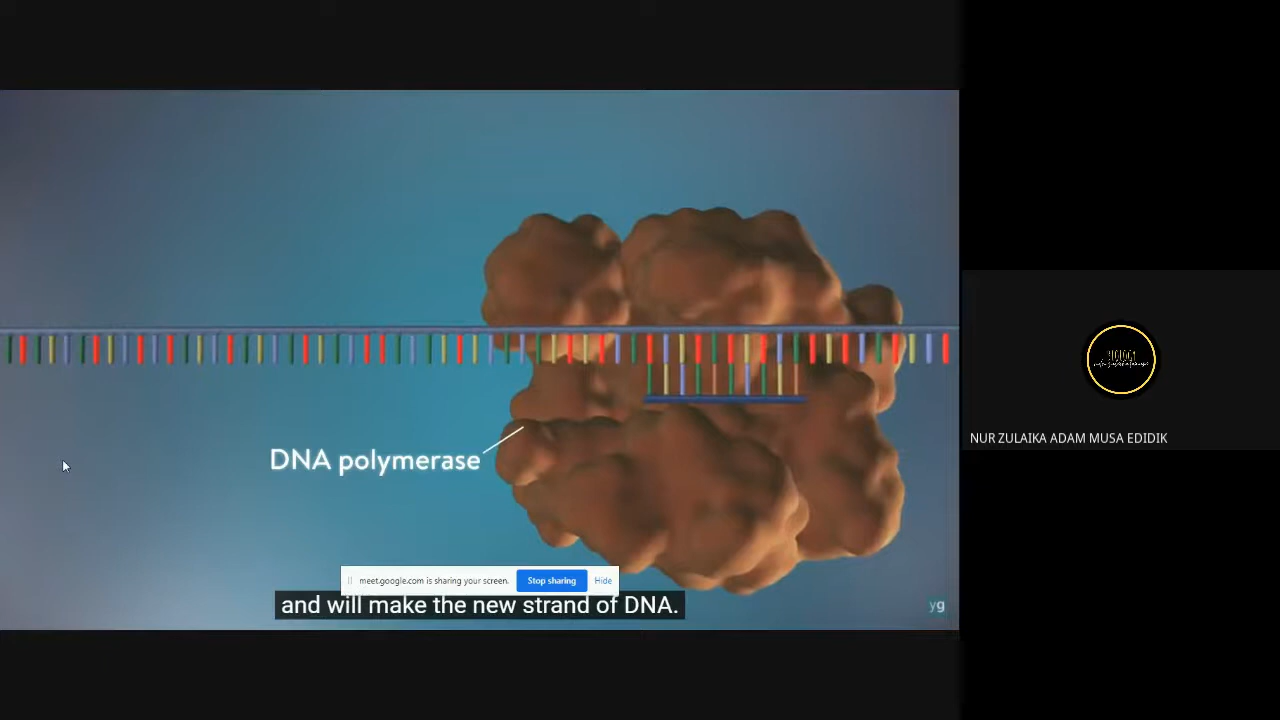 DNA polymerase
meet.google.com is sharing your screen.
Stop sharing
Hide
and will make the new strand of DNA.
yg
BIOLOGY
NUR ZULAIKA ADAM MUSA EDIDIK